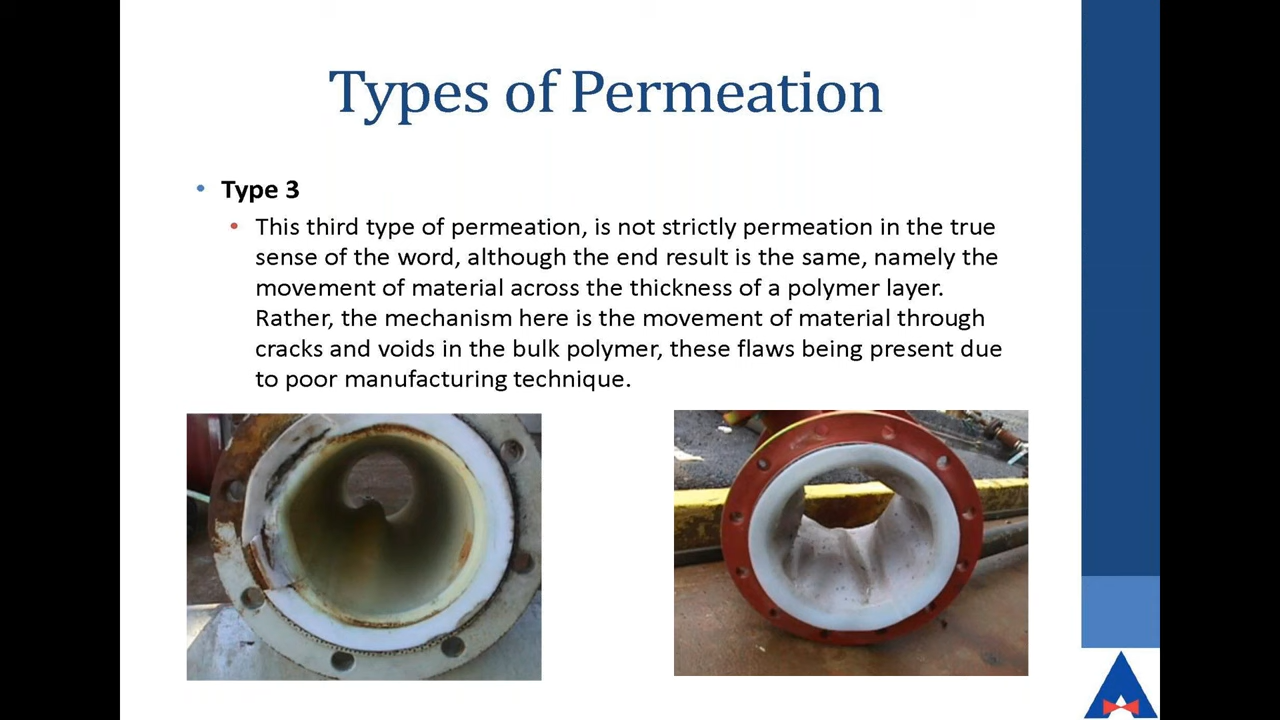 Types of Permeation
Type 3
This third type of permeation, is not strictly permeation in the true
sense of the word, although the end result is the same, namely the
movement of material across the thickness of a polymer layer.
Rather, the mechanism here is the movement of material through
cracks and voids in the bulk polymer, these flaws being present due
to poor manufacturing technique.